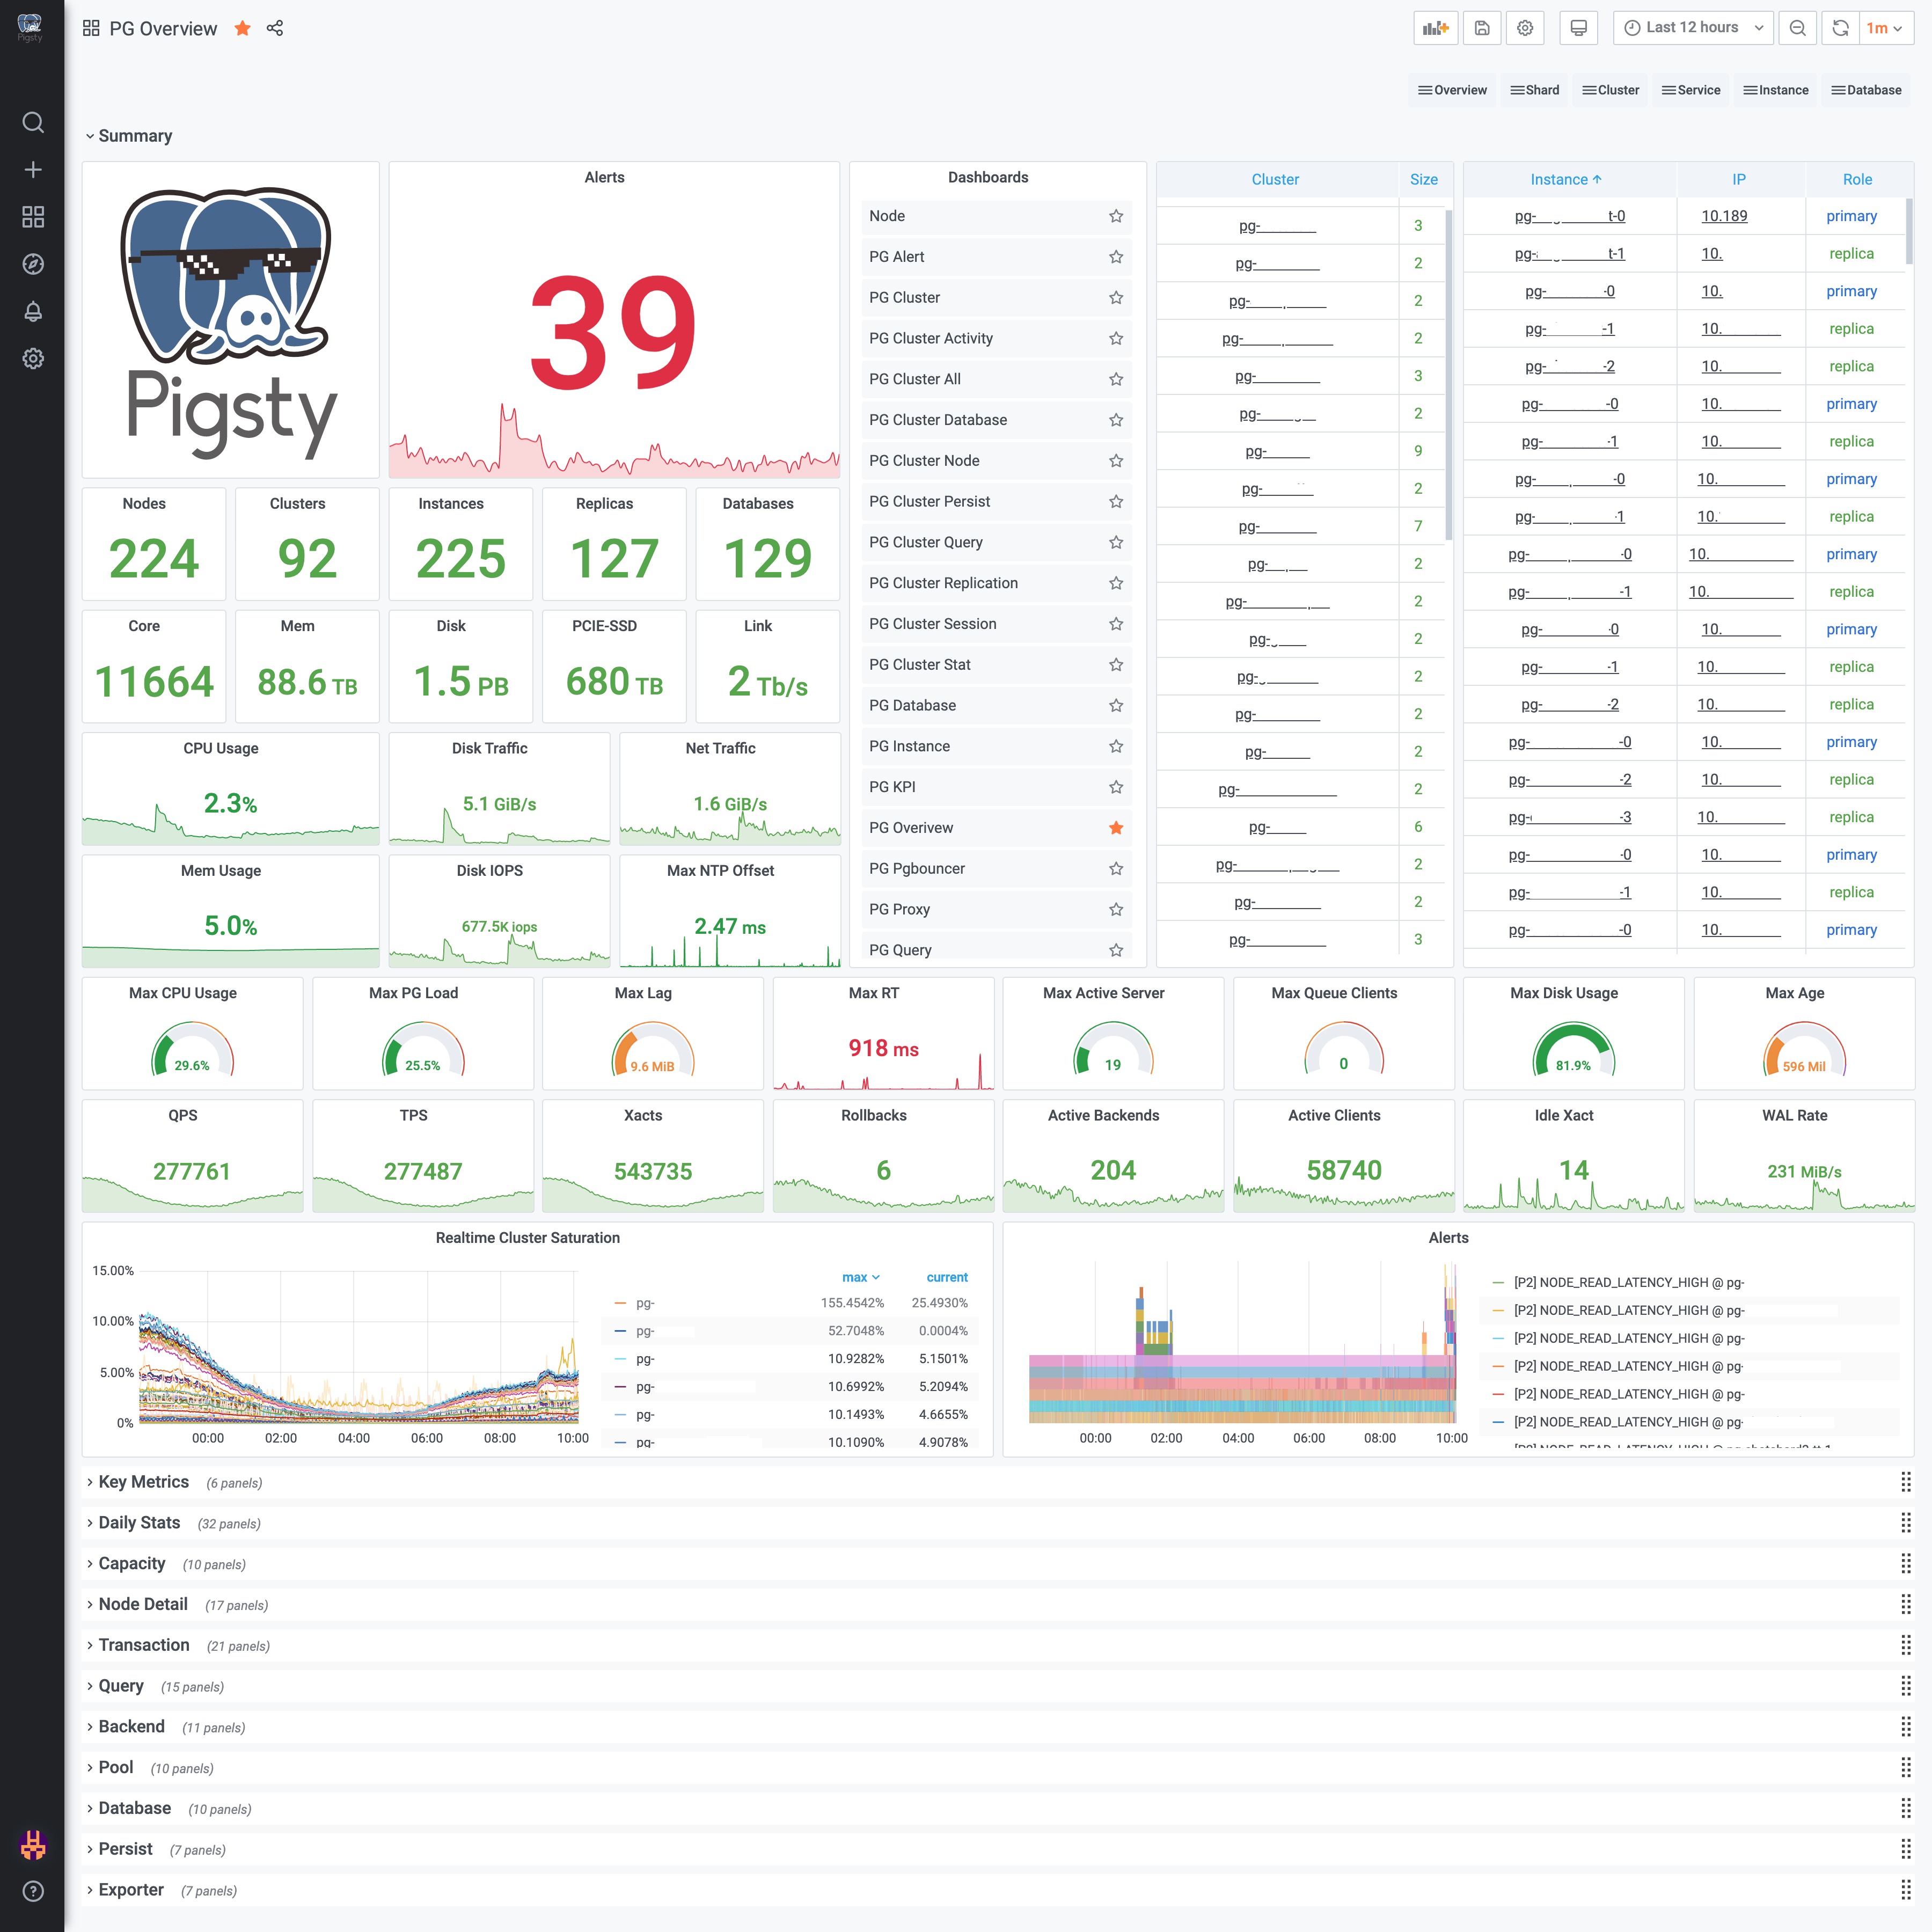 Pigsty
PG Overview
Last 12 hours
1m
Overview Shard Cluster Service Instance Database
Summary
Pigsty
Alerts
39
Nodes Clusters Instances Replicas Databases
224 92 225 127 129
Core Mem Disk PCIE-SSD Link
11664 88.6 TB 1.5 PB 680 TB 2 Tb/s
CPU Usage Disk Traffic Net Traffic
2.3% 5.1 GiB/s 1.6 GiB/s
Mem Usage Disk IOPS Max NTP Offset
5.0% 677.5K iops 2.47 ms
Dashboards
Node
PG Alert
PG Cluster
PG Cluster Activity
PG Cluster All
PG Cluster Database
PG Cluster Node
PG Cluster Persist
PG Cluster Query
PG Cluster Replication
PG Cluster Session
PG Cluster Stat
PG Database
PG Instance
PG KPI
PG Overivew
PG Pgbouncer
PG Proxy
PG Query
Cluster Size
pg- 3
pg- 2
pg- 2
pg- 2
pg- 3
pg- 2
pg- 9
pg- 2
pg- 7
pg- 2
pg- 2
pg- 2
pg- 2
pg- 2
pg- 2
pg- 2
pg- 6
pg- 2
pg- 2
pg- 3
Instance IP Role
pg- t-0 10.189 primary
pg- t-1 10. replica
pg- -0 10. primary
pg- -1 10. replica
pg- -2 10. replica
pg- -0 10. primary
pg- -1 10. replica
pg- -0 10. primary
pg- -1 10. replica
pg- -0 10. primary
pg- -1 10. replica
pg- -0 10. primary
pg- -1 10. replica
pg- -2 10. replica
pg- -0 10. primary
pg- -2 10. replica
pg- -3 10. replica
pg- -0 10. primary
pg- -1 10. replica
pg- -0 10. primary
Max CPU Usage Max PG Load Max Lag Max RT Max Active Server Max Queue Clients Max Disk Usage Max Age
29.6% 25.5% 9.6 MiB 918 ms 19 0 81.9% 596 Mil
QPS TPS Xacts Rollbacks Active Backends Active Clients Idle Xact WAL Rate
277761 277487 543735 6 204 58740 14 231 MiB/s
Realtime Cluster Saturation
15.00%
10.00%
5.00%
0%
00:00 02:00 04:00 06:00 08:00 10:00
max current
pg- 155.4542% 25.4930%
pg- 52.7048% 0.0004%
pg- 10.9282% 5.1501%
pg- 10.6992% 5.2094%
pg- 10.1493% 4.6655%
pg- 10.1090% 4.9078%
Alerts
00:00 02:00 04:00 06:00 08:00 10:00
[P2] NODE_READ_LATENCY_HIGH @ pg-
[P2] NODE_READ_LATENCY_HIGH @ pg-
[P2] NODE_READ_LATENCY_HIGH @ pg-
[P2] NODE_READ_LATENCY_HIGH @ pg-
[P2] NODE_READ_LATENCY_HIGH @ pg-
[P2] NODE_READ_LATENCY_HIGH @ pg-
Key Metrics (6 panels)
Daily Stats (32 panels)
Capacity (10 panels)
Node Detail (17 panels)
Transaction (21 panels)
Query (15 panels)
Backend (11 panels)
Pool (10 panels)
Database (10 panels)
Persist (7 panels)
Exporter (7 panels)